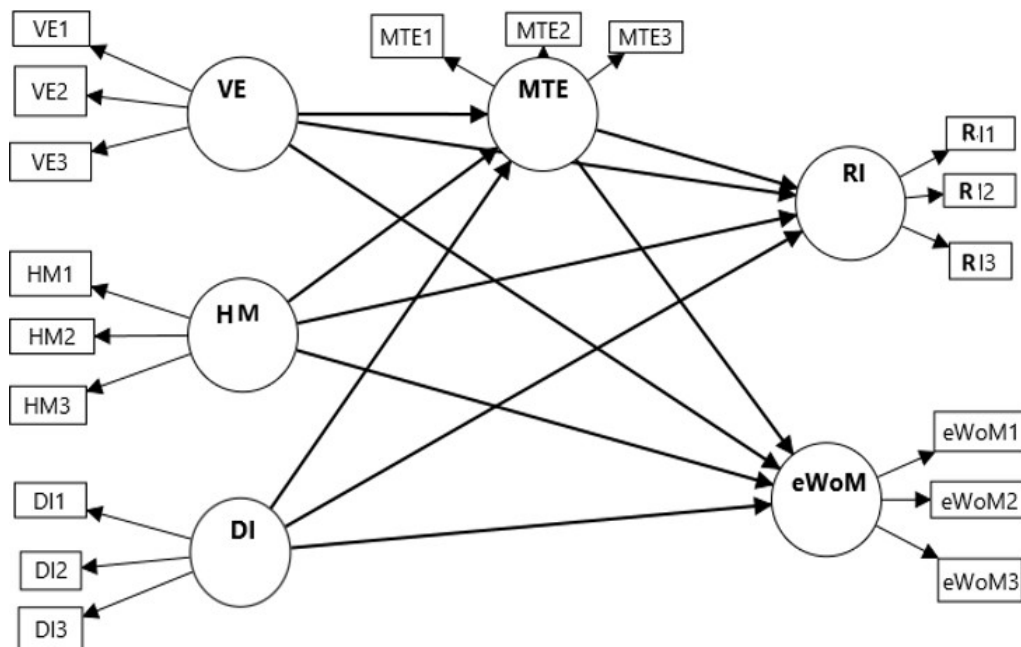 VE1
VE2
VE3
VE
MTE1
MTE2
MTE3
MTE
RI1
RI2
RI3
RI
HM1
HM2
HM3
HM
DI1
DI2
DI3
DI
eWoM
eWoM1
eWoM2
eWoM3